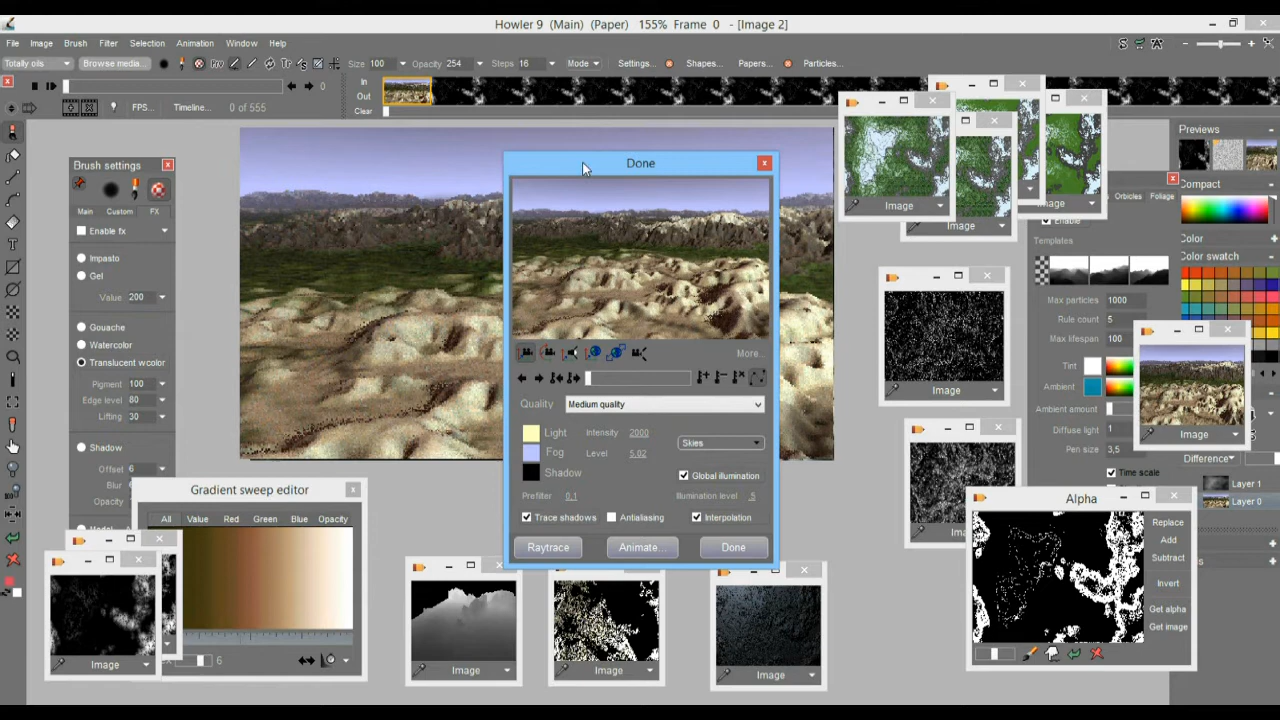 Howler 9 (Main) (Paper) 155% Frame 0 - [Image 2]
File Image Brush Filter Selection Animation Window Help
Totally oils Browse media... Prv Tr Size 100 Opacity 254 Steps 16 Mode Settings... Shapes... Papers... Particles...
0 In
Out
Clear
FPS... Timeline... 0 of 555
Brush settings
Main Custom FX
Enable fx
Impasto
Gel
Value 200
Gouache
Watercolor
Translucent wcolor
Pigment 100
Edge level 80
Lifting 30
Shadow
Offset 6
Blur
Opacity
Gradient sweep editor
All Value Red Green Blue Opacity
6
Image
Done
More...
Quality Medium quality
Light Intensity 2000
Skies
Fog Level 5.02
Shadow
Global illumination
Prefilter 0.1 Illumination level .5
Trace shadows Antialiasing Interpolation
Raytrace Animate... Done
Image
Image
Image
Image
Image
Image
Image
Previews
Compact
Color
Color swatch
Orbicles Foliage
Enable
Templates
Max particles 1000
Rule count 5
Max lifespan 100
Tint
Ambient
Ambient amount
Diffuse light 1
Pen size 3,5
Time scale
Image
Difference
Layer 1
Layer 0
Alpha
Replace
Add
Subtract
Invert
Get alpha
Get image